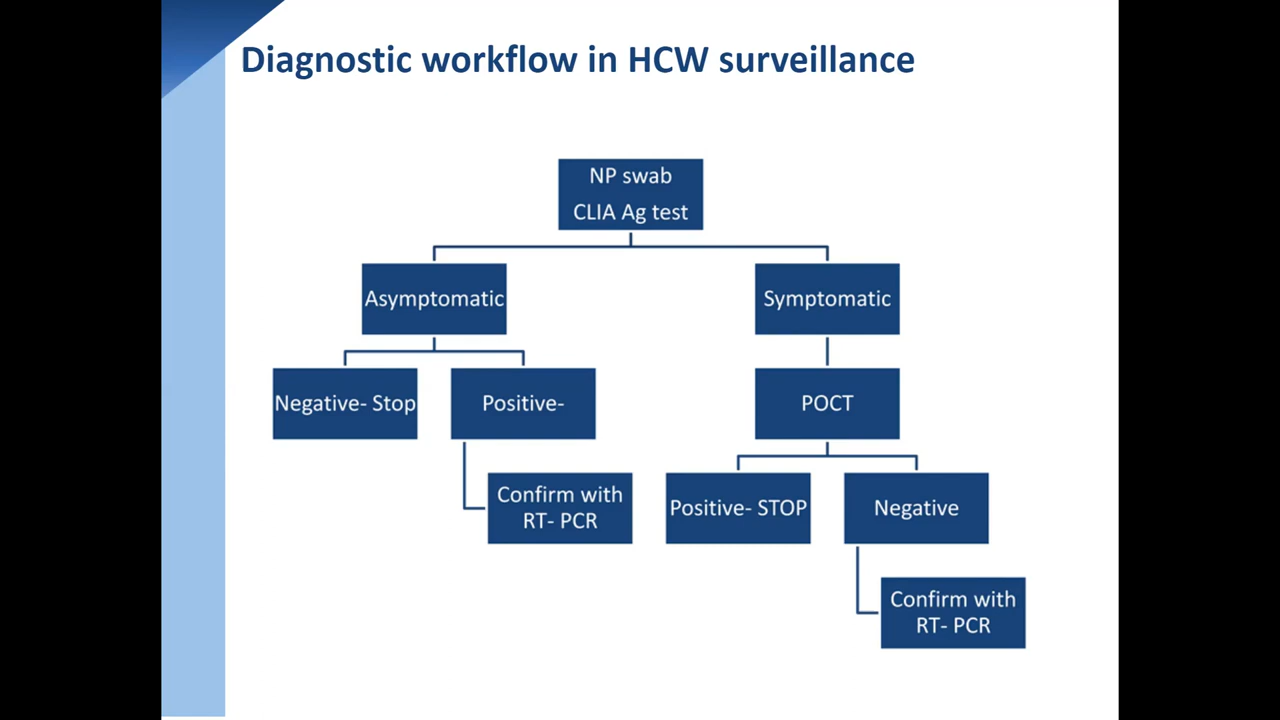 Diagnostic workflow in HCW surveillance
NP swab
CLIA Ag test
Asymptomatic
Symptomatic
Negative- Stop
Positive-
POCT
Confirm with
RT- PCR
Positive- STOP
Negative
Confirm with
RT- PCR